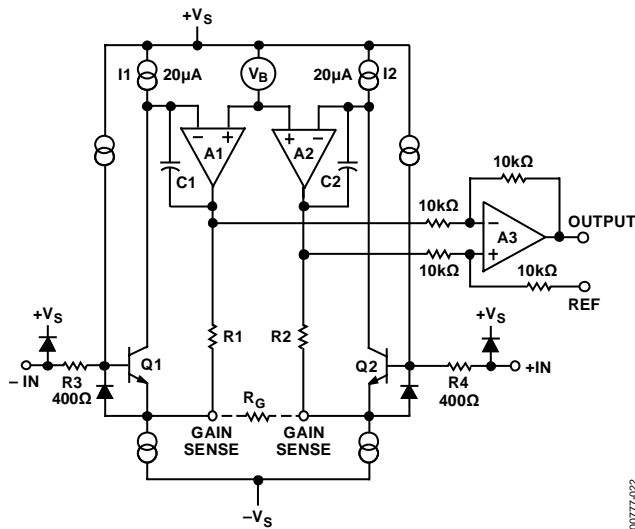 +VS
I1 20µA VB 20µA I2
− + + −
A1 A2
C1 C2
10kΩ
10kΩ
−
A3 OUTPUT
+
10kΩ 10kΩ
REF
+VS R1 R2 +VS
− IN Q1 Q2 +IN
R3 R4
400Ω RG 400Ω
GAIN SENSE GAIN SENSE
−VS
00777-022